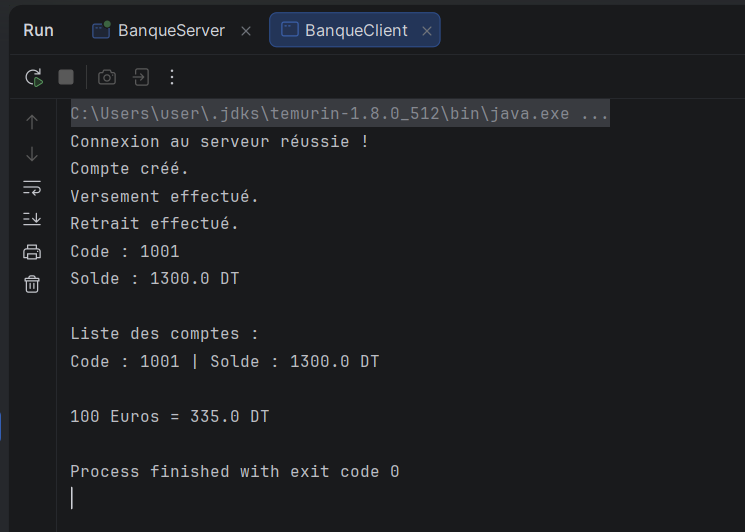 Run BanqueServer BanqueClient
C:\Users\user\.jdks\temurin-1.8.0_512\bin\java.exe ...
Connexion au serveur réussie !
Compte créé.
Versement effectué.
Retrait effectué.
Code : 1001
Solde : 1300.0 DT
Liste des comptes :
Code : 1001 | Solde : 1300.0 DT
100 Euros = 335.0 DT
Process finished with exit code 0